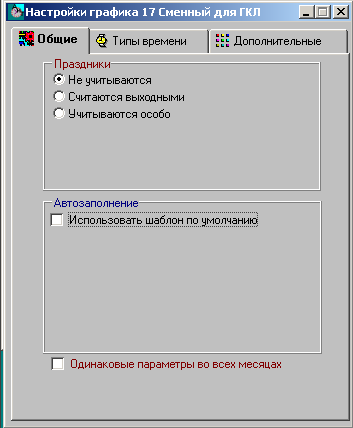 Настройки графика 17 Сменный для ГКЛ
Общие
Типы времени
Дополнительные
Праздники
Не учитываются
Считаются выходными
Учитываются особо
Автозаполнение
Использовать шаблон по умолчанию
Одинаковые параметры во всех месяцах